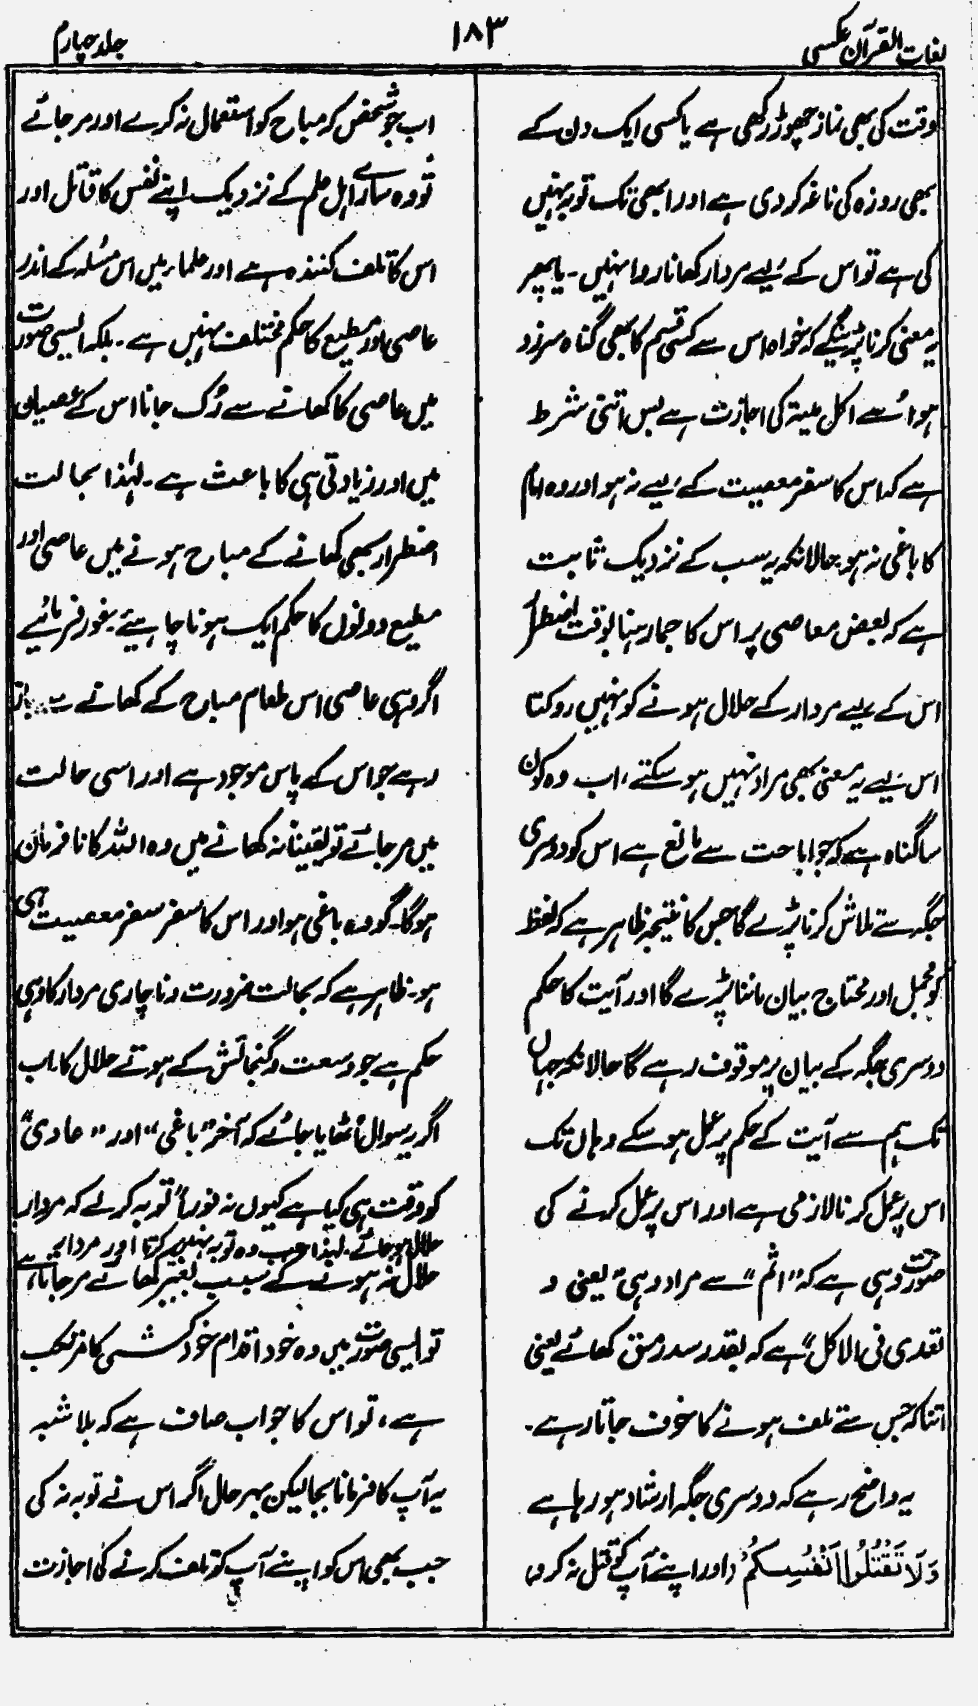 لغات القرآن عکسی
۱۸۳
جلد چہارم
وقت کی بھی نماز چھوڑ رکھی ہے یا کسی ایک دن کے
بھی روزہ کی ناغہ کردی ہے اور ابھی تک توبہ نہیں
کی ہے تو اس کے لیے مردار کھانا روا نہیں۔ یا پھر
یہ معنی کرنا پڑینگے کہ خواہ اس سے کسی قسم کا بھی گناہ سرزد
ہوا سے اکل میتۃ کی اجازت ہے بس اتنی شرط
ہے کہ اس کا سفر معصیت کے لیے نہ ہو اور وہ امام
کا باغی نہ ہو حالانکہ یہ سب کے نزدیک ثابت
ہے کہ بعض معاصی پر اس کا جما رہنا بوقت اضطرار
اس کے لیے مردار کے حلال ہونے کو نہیں روکتا
اس لیے یہ معنی بھی مراد نہیں ہو سکتے، اب وہ کون
سا گناہ ہے کہ جو اباحت سے مانع ہے اس کو دوسری
جگہ سے تلاش کرنا پڑے گا جس کا نتیجہ ظاہر ہے کہ لفظ
کو مجمل اور محتاج بیان ماننا پڑے گا اور آیت کا حکم
دوسری جگہ کے بیان پر موقوف رہے گا حالانکہ جہاں
تک ہم سے آیت کے حکم پر عمل ہو سکے وہاں تک
اس پر عمل کرنا لازمی ہے اور اس پر عمل کرنے کی
صورت وہی ہے کہ ”اثم“ سے مراد وہی ”یعنی و
تعدی فی الاکل“ ہے کہ بقدر سد رمق کھائے یعنی
اتنا کہ جس سے تلف ہونے کا خوف جاتا رہے۔
یہ واضح رہے کہ دوسری جگہ ارشاد ہو رہا ہے
وَلَا تَقْتُلُوا اَنْفُسَکُمْ (اور اپنے آپ کو قتل نہ کرو)
اب جو شخص کہ مباح کو استعمال نہ کرے اور مر جائے
تو وہ سارے اہل علم کے نزدیک اپنے نفس کا قاتل اور
اس کا تلف کنندہ ہے اور علماء میں اس مسئلہ کے اندر
عاصی اور مطیع کا حکم مختلف نہیں ہے۔ بلکہ ایسی صورت
میں عاصی کا کھانے سے رُک جانا اس کے عصیان
میں اور زیادتی ہی کا باعث ہے۔ لہٰذا بحالت
اضطرار بھی کھانے کے مباح ہونے میں عاصی اور
مطیع دونوں کا حکم ایک ہونا چاہیئے۔ غور فرمائیے
اگر وہی عاصی اس طعام مباح کے کھانے سے باز
رہے جو اس کے پاس موجود ہے اور اسی حالت
میں مر جائے تو یقیناً نہ کھانے میں وہ اللہ کا نافرمان
ہوگا۔ گو وہ باغی ہو اور اس کا سفر سفر معصیت ہی
ہو۔ ظاہر ہے کہ بحالت ضرورت و ناچاری مردار کا وہی
حکم ہے جو وسعت و گنجائش کے ہوتے حلال کا۔ اب
اگر یہ سوال اٹھایا جائے کہ آخر ”باغی“ اور ”عادی“
کو دقت ہی کیا ہے کیوں نہ فوراً توبہ کر لے کہ مردار
حلال ہو جائے۔ لہٰذا جب وہ توبہ نہیں کرتا اور مردار کے
حلال نہ ہونے کے سبب بغیر کھائے مر جاتا ہے،
تو ایسی صورت میں وہ خود اقدام خود کشی کا مرتکب
ہے، تو اس کا جواب صاف ہے کہ بلا شبہ
یہ آپ کا فرمانا بجا لیکن بہرحال اگر اس نے توبہ نہ کی
جب بھی اس کو اپنے آپ کو تلف کرنے کی اجازت